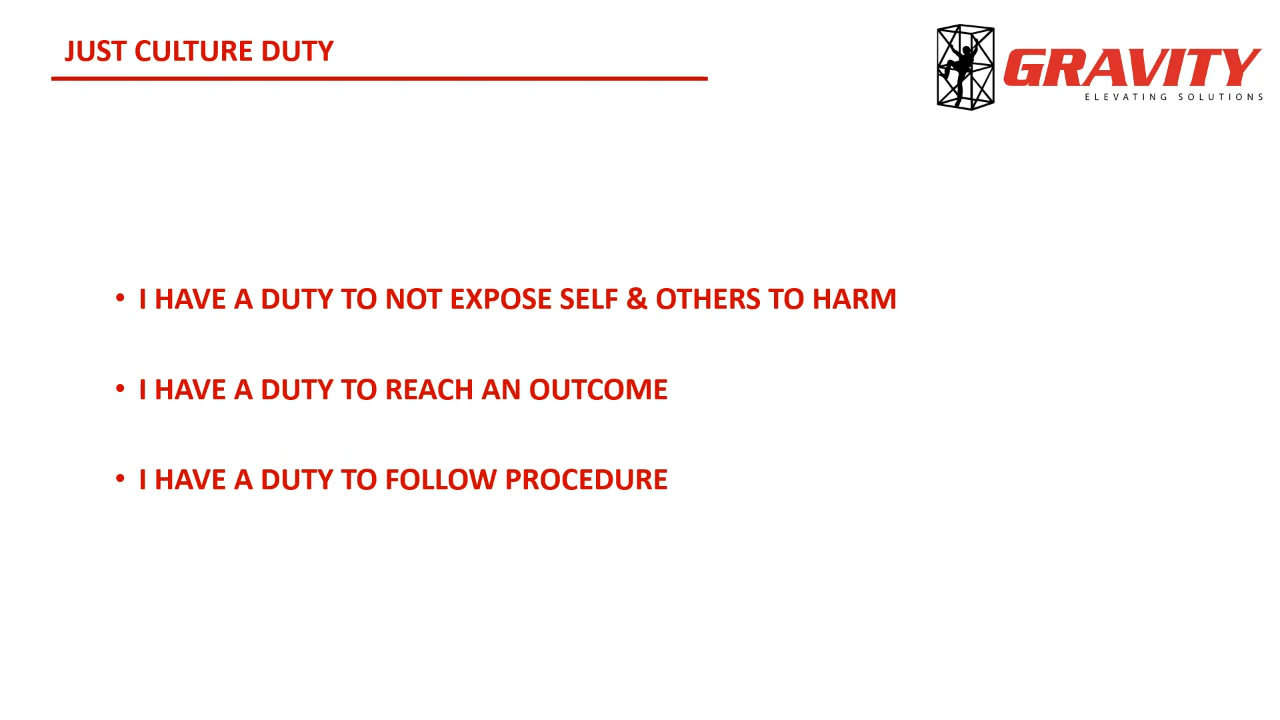 JUST CULTURE DUTY
GRAVITY
ELEVATING SOLUTIONS
• I HAVE A DUTY TO NOT EXPOSE SELF & OTHERS TO HARM
• I HAVE A DUTY TO REACH AN OUTCOME
• I HAVE A DUTY TO FOLLOW PROCEDURE